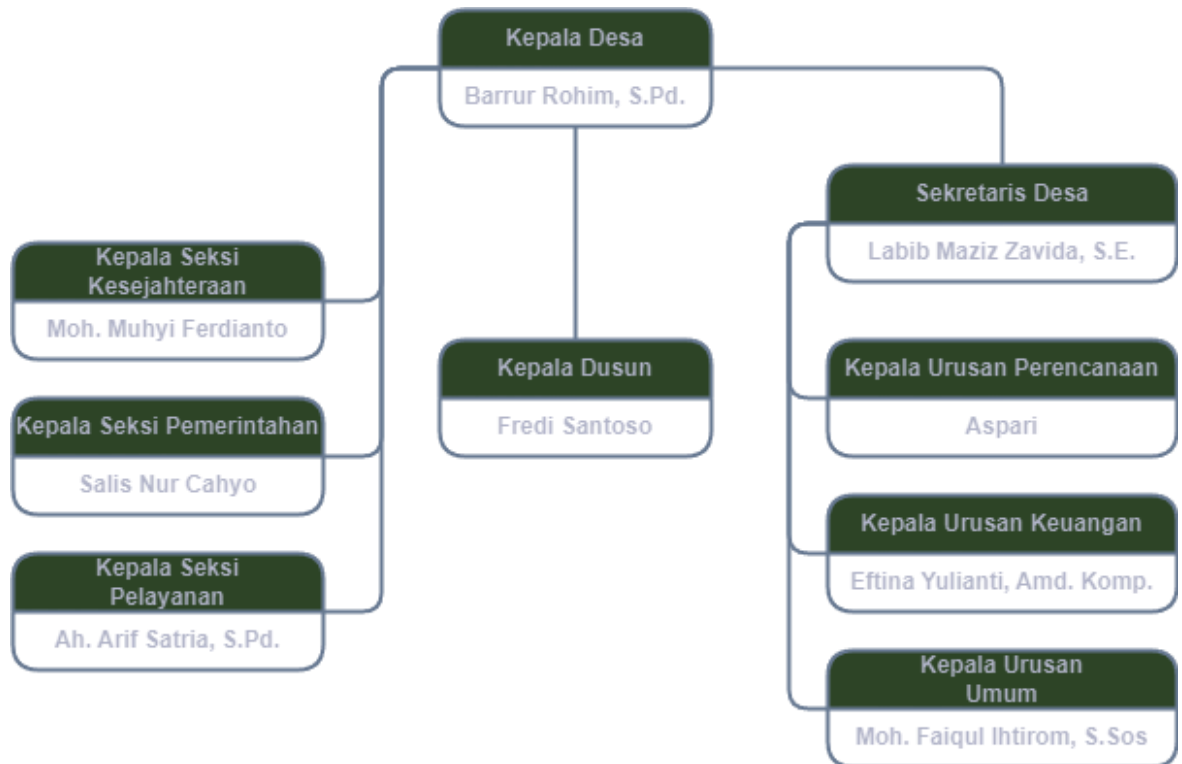 Kepala Desa
Barrur Rohim, S.Pd.
Sekretaris Desa
Labib Maziz Zavida, S.E.
Kepala Seksi
Kesejahteraan
Moh. Muhyi Ferdianto
Kepala Dusun
Fredi Santoso
Kepala Urusan Perencanaan
Aspari
Kepala Seksi Pemerintahan
Salis Nur Cahyo
Kepala Urusan Keuangan
Eftina Yulianti, Amd. Komp.
Kepala Seksi
Pelayanan
Ah. Arif Satria, S.Pd.
Kepala Urusan
Umum
Moh. Faiqul Ihtirom, S.Sos